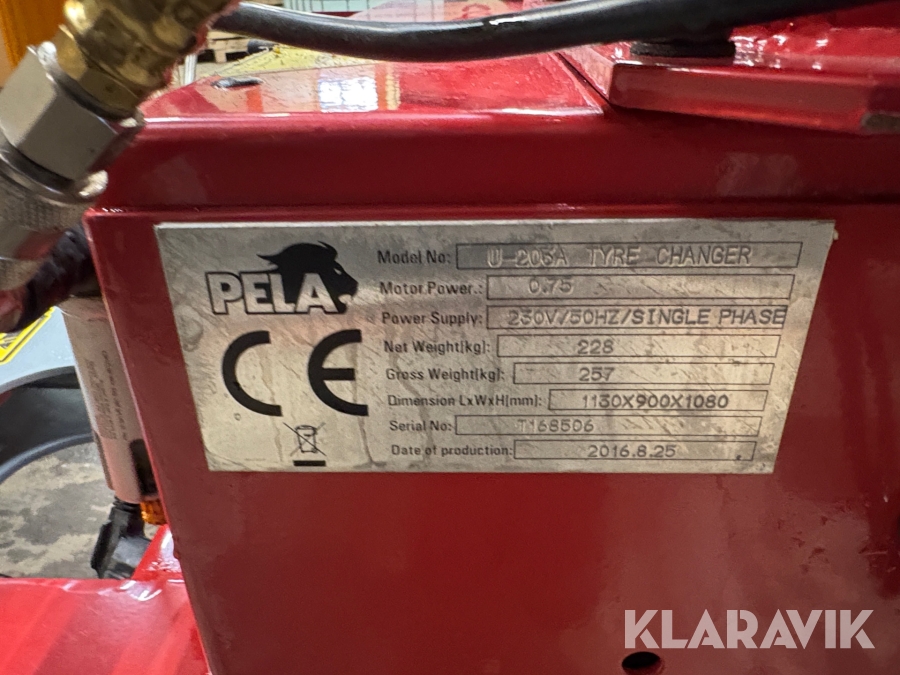 PELA
CE
Model No: U-206A TYRE CHANGER
Motor Power.: 0.75
Power Supply: 230V/50HZ/SINGLE PHASE
Net Weight(kg): 228
Gross Weight(kg): 257
Dimension LxWxH(mm): 1130X900X1080
Serial No: T168506
Date of production: 2016.8.25
KLARAVIK